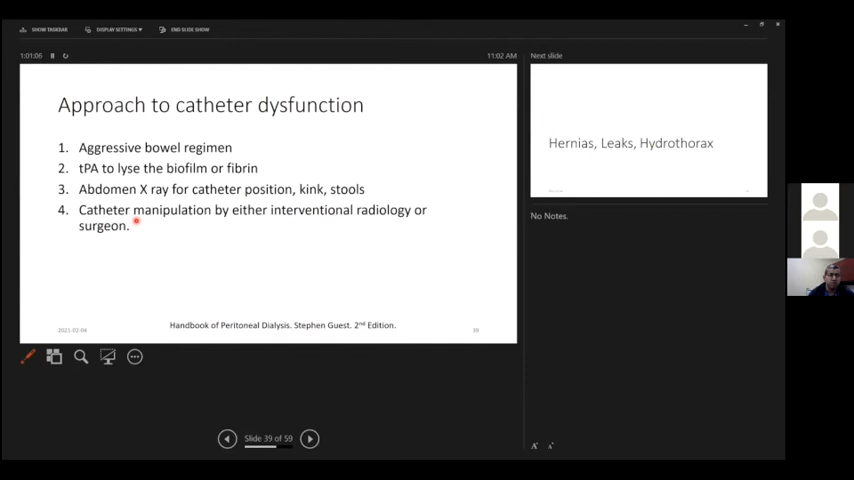 SHOW TASKBAR
DISPLAY SETTINGS ▾
END SLIDE SHOW
1:01:06
11:02 AM
Approach to catheter dysfunction
1. Aggressive bowel regimen
2. tPA to lyse the biofilm or fibrin
3. Abdomen X ray for catheter position, kink, stools
4. Catheter manipulation by either interventional radiology or
surgeon.
2021-02-04
Handbook of Peritoneal Dialysis. Stephen Guest. 2nd Edition.
39
Next slide
Hernias, Leaks, Hydrothorax
No Notes.
Slide 39 of 59
A
A